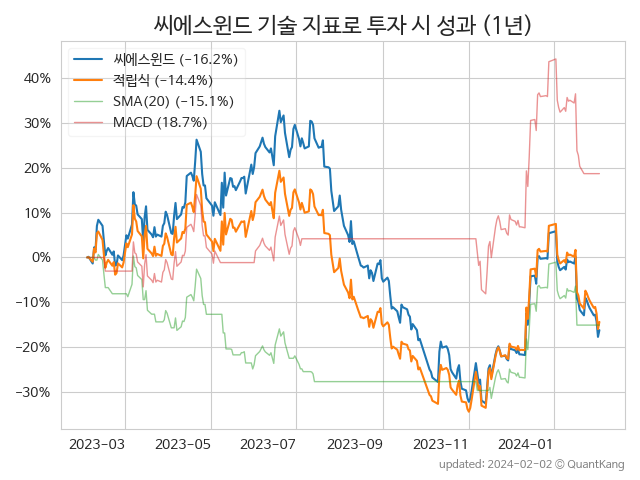 씨에스윈드 기술 지표로 투자 시 성과 (1년)
씨에스윈드 (−16.2%)
적립식 (−14.4%)
SMA(20) (−15.1%)
MACD (18.7%)
40%
30%
20%
10%
0%
−10%
−20%
−30%
2023-03 2023-05 2023-07 2023-09 2023-11 2024-01
updated: 2024-02-02 © QuantKang